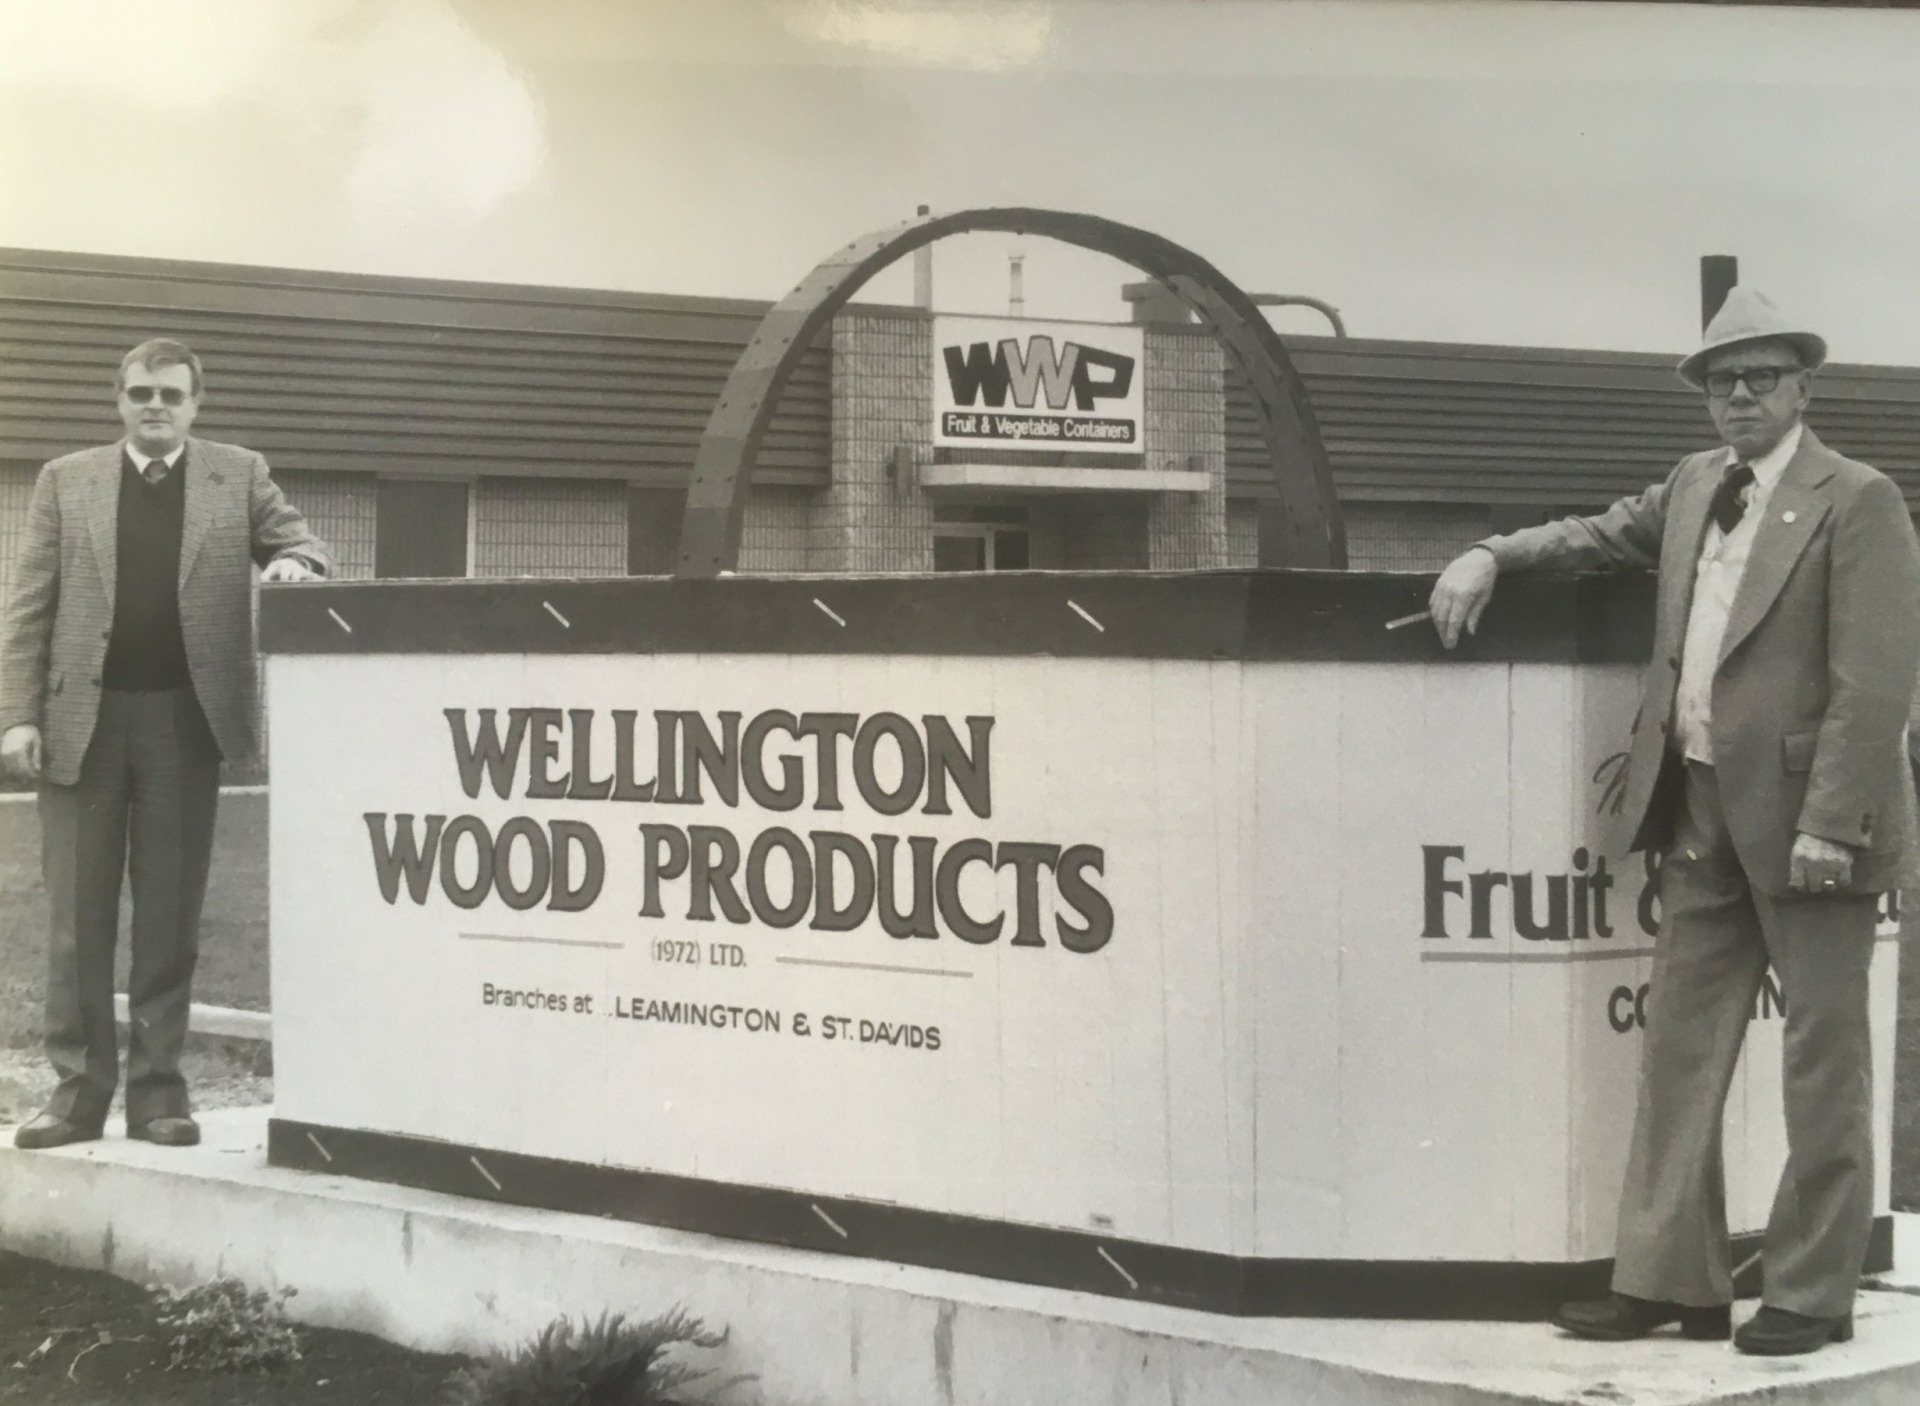 WWP
Fruit & Vegetable Containers
WELLINGTON
WOOD PRODUCTS
(1972) LTD.
Branches at ... LEAMINGTON & ST. DAVIDS
Fruit &